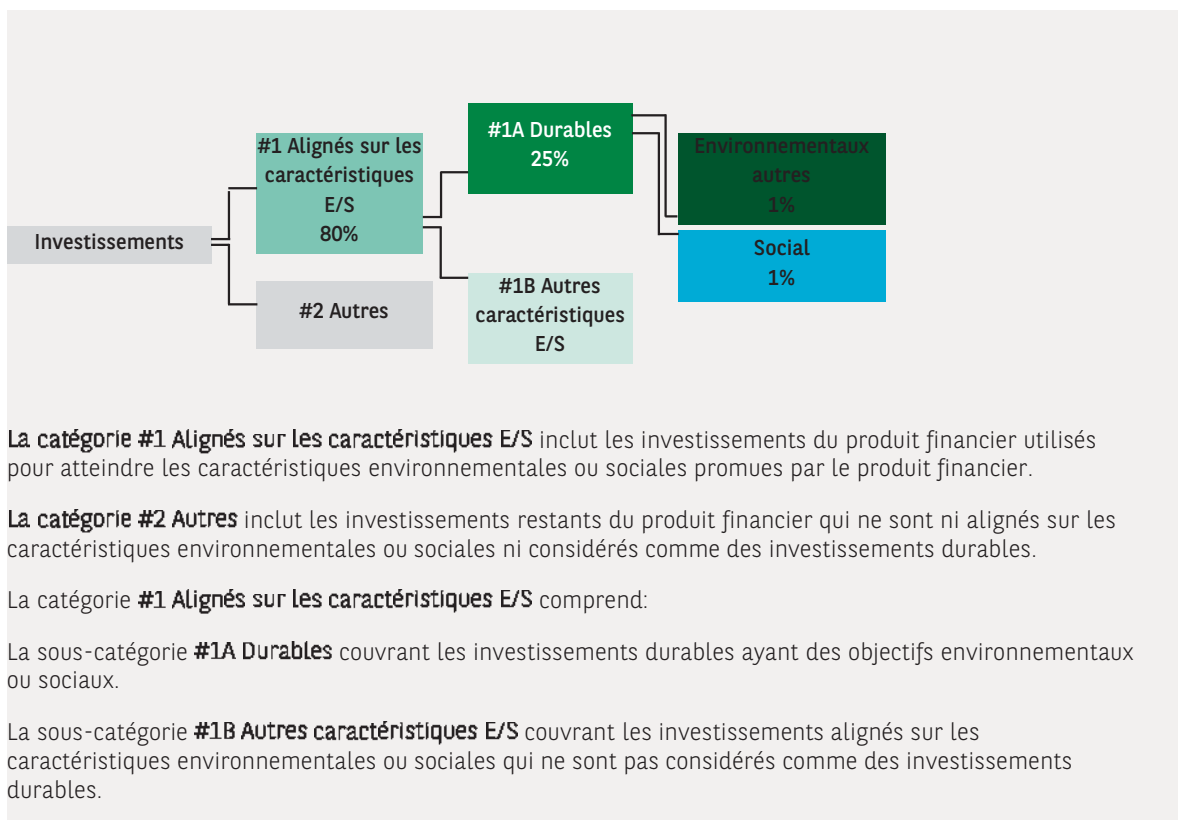 #1A Durables
25%
#1 Alignés sur les
caractéristiques
E/S
80%
Environnementaux
autres
1%
Investissements
Social
1%
#2 Autres
#1B Autres
caractéristiques
E/S
La catégorie #1 Alignés sur les caractéristiques E/S inclut les investissements du produit financier utilisés
pour atteindre les caractéristiques environnementales ou sociales promues par le produit financier.
La catégorie #2 Autres inclut les investissements restants du produit financier qui ne sont ni alignés sur les
caractéristiques environnementales ou sociales ni considérés comme des investissements durables.
La catégorie #1 Alignés sur les caractéristiques E/S comprend:
La sous-catégorie #1A Durables couvrant les investissements durables ayant des objectifs environnementaux
ou sociaux.
La sous-catégorie #1B Autres caractéristiques E/S couvrant les investissements alignés sur les
caractéristiques environnementales ou sociales qui ne sont pas considérés comme des investissements
durables.